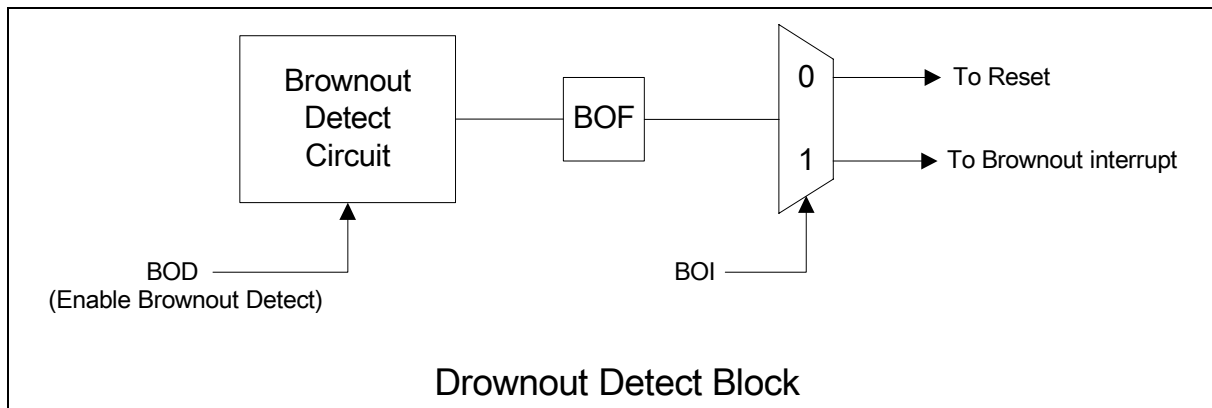 Brownout
Detect
Circuit
BOF
0
To Reset
1
To Brownout interrupt
BOD
(Enable Brownout Detect)
BOI
Drownout Detect Block